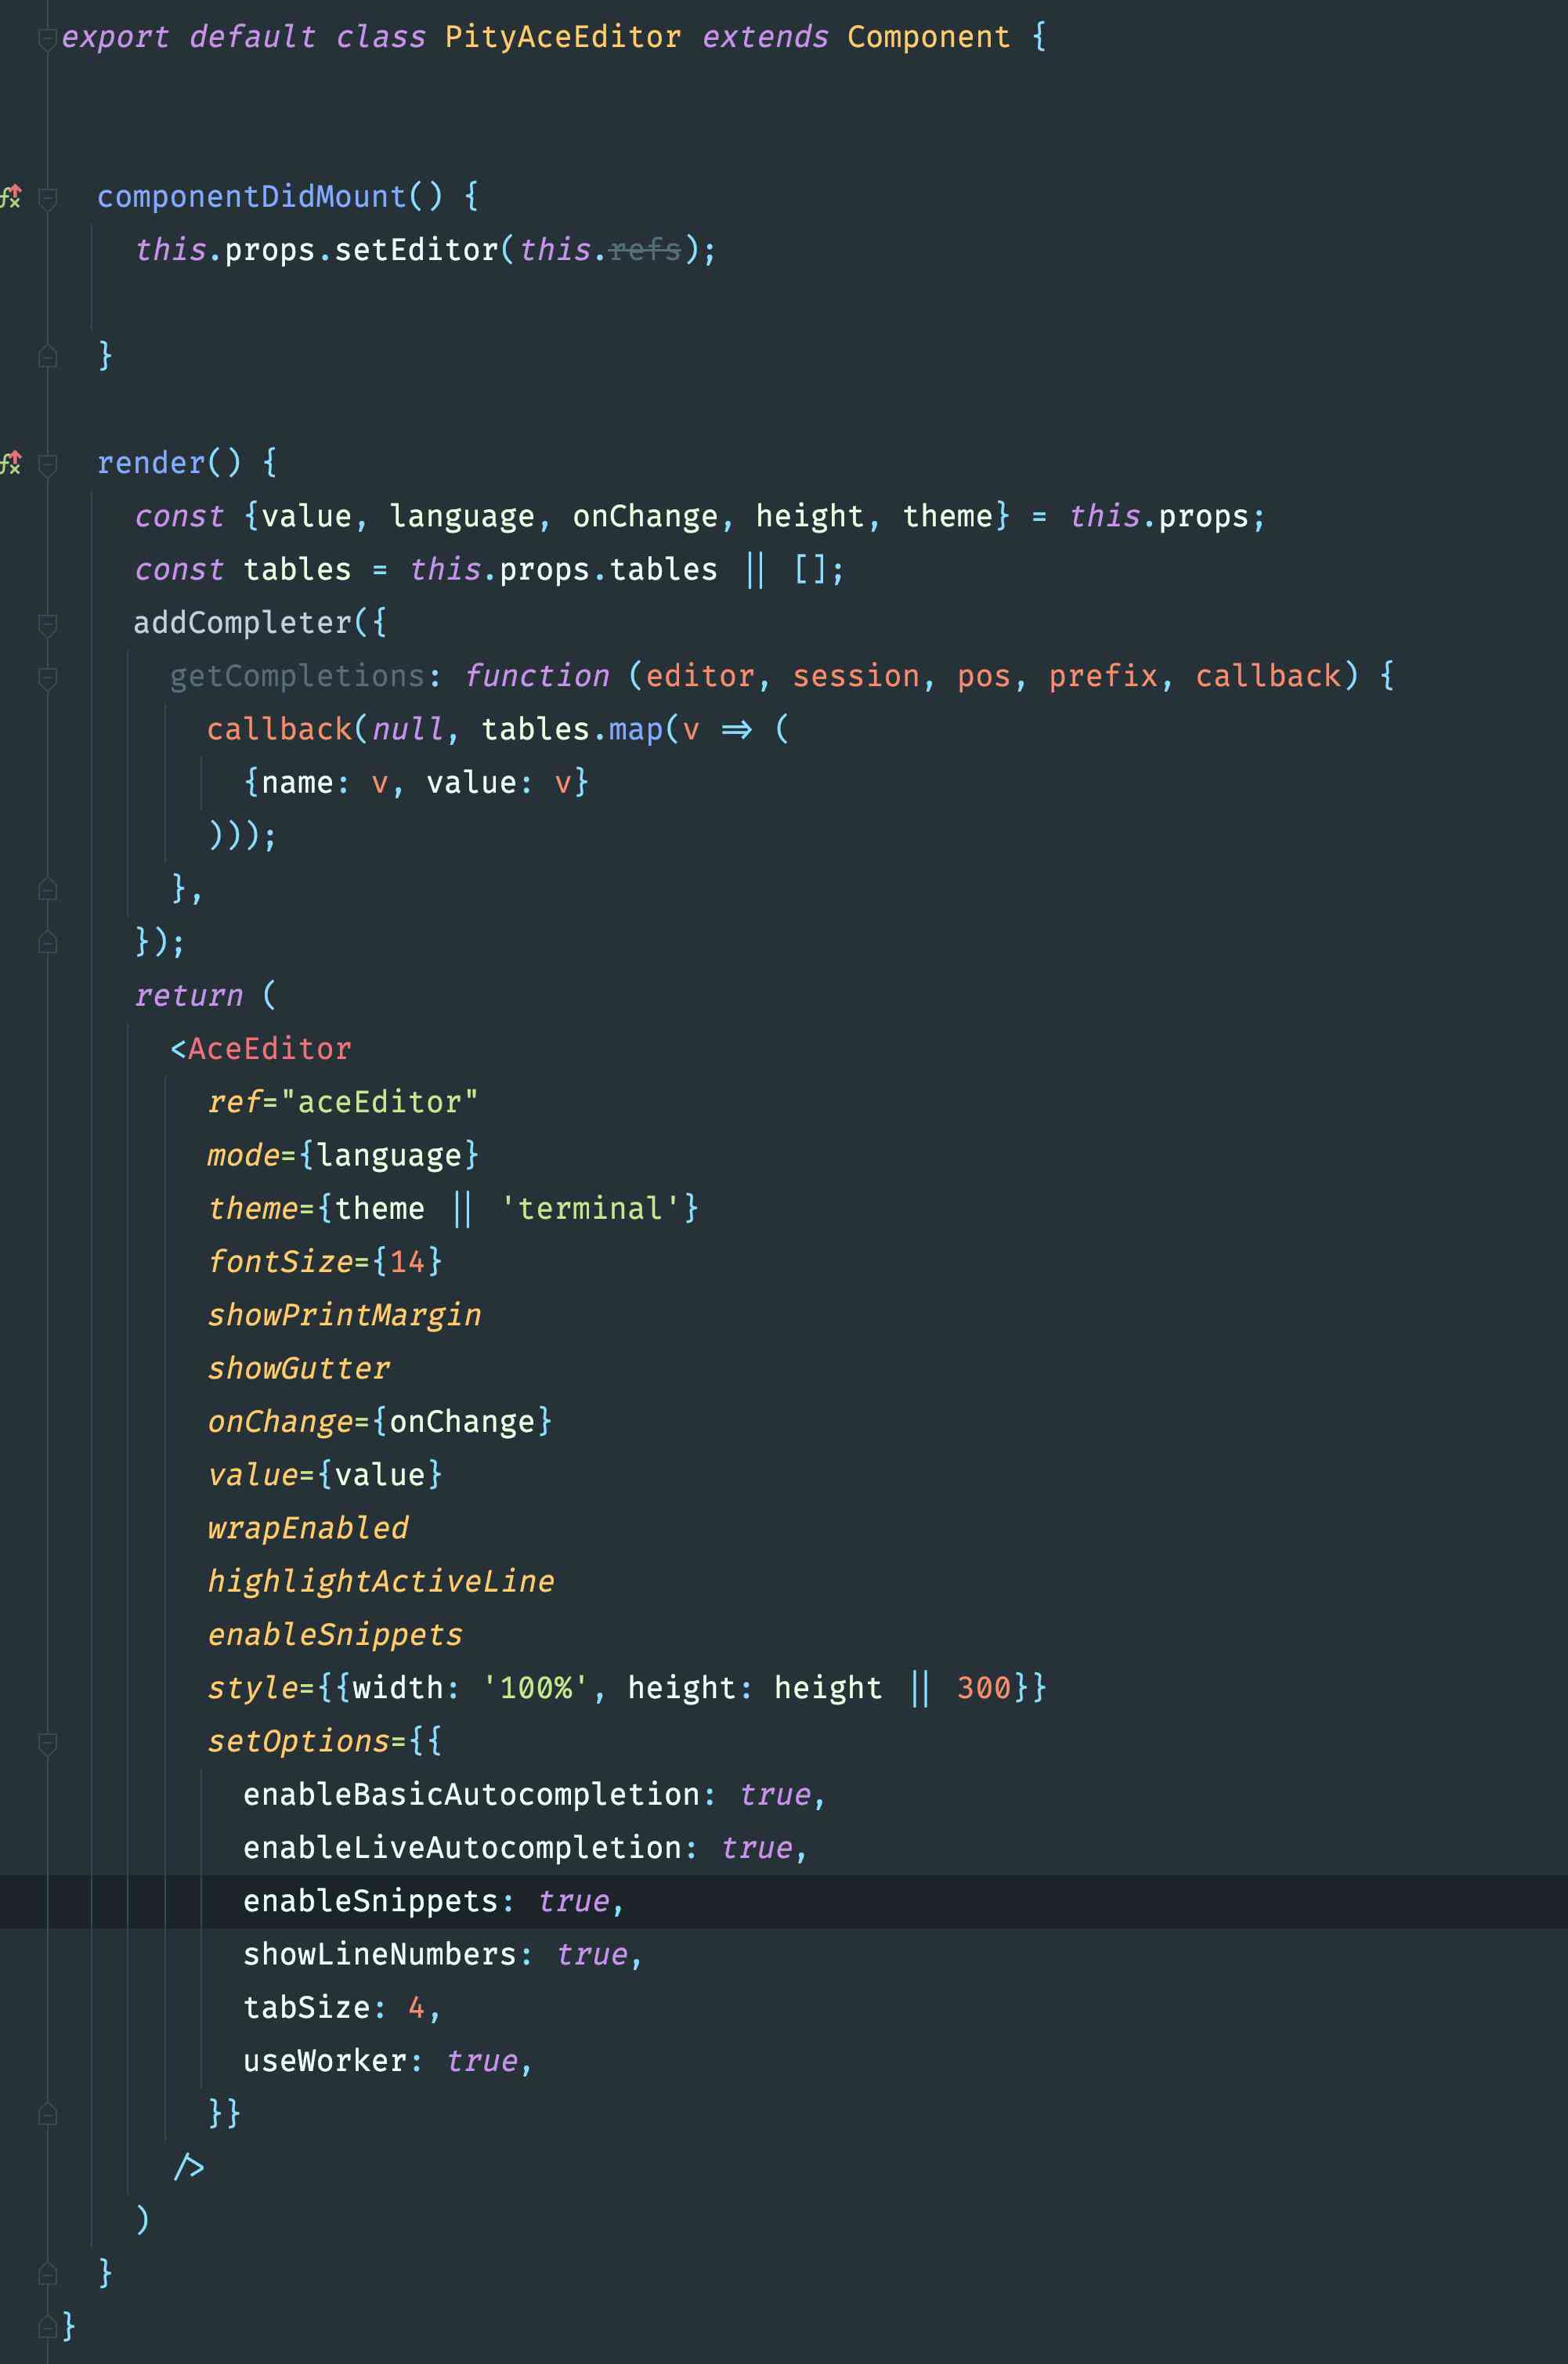 export default class PityAceEditor extends Component {
componentDidMount() {
this.props.setEditor(this.refs);
}
render() {
const {value, language, onChange, height, theme} = this.props;
const tables = this.props.tables || [];
addCompleter({
getCompletions: function (editor, session, pos, prefix, callback) {
callback(null, tables.map(v => (
{name: v, value: v}
)));
},
});
return (
<AceEditor
ref="aceEditor"
mode={language}
theme={theme || 'terminal'}
fontSize={14}
showPrintMargin
showGutter
onChange={onChange}
value={value}
wrapEnabled
highlightActiveLine
enableSnippets
style={{width: '100%', height: height || 300}}
setOptions={{
enableBasicAutocompletion: true,
enableLiveAutocompletion: true,
enableSnippets: true,
showLineNumbers: true,
tabSize: 4,
useWorker: true,
}}
/>
)
}
}